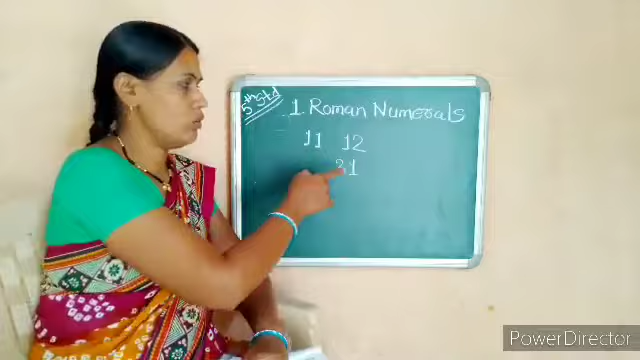 5th Std
1. Roman Numerals
11 12
21
PowerDirector